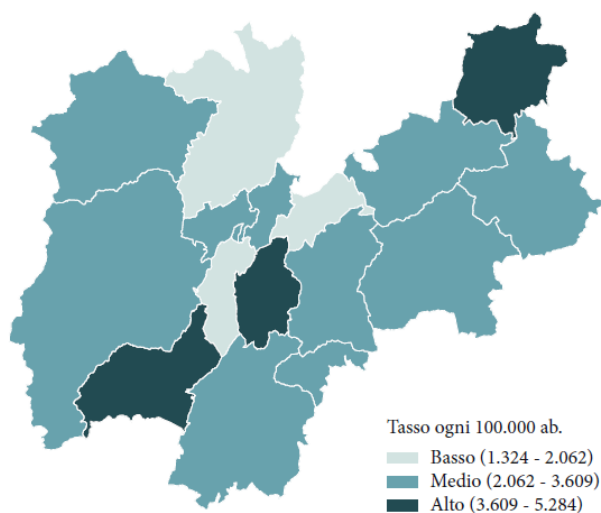 Tasso ogni 100.000 ab.
Basso (1.324 - 2.062)
Medio (2.062 - 3.609)
Alto (3.609 - 5.284)